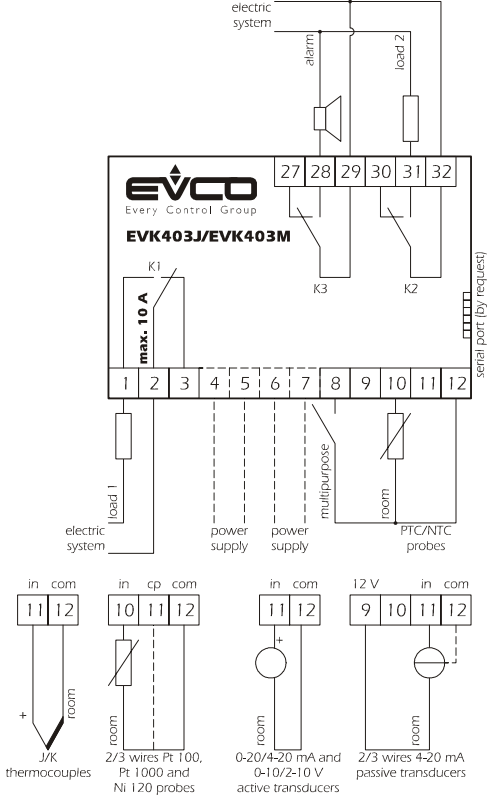 electric
system
alarm
load 2
27 28 29 30 31 32
EVCO
Every Control Group
EVK403J/EVK403M
K1
K3
K2
max. 10 A
serial port (by request)
1 2 3 4 5 6 7 8 9 10 11 12
load 1
multipurpose
room
electric
system
power
supply
power
supply
PTC/NTC
probes
in com
11 12
+
room
J/K
thermocouples
in cp com
10 11 12
room
2/3 wires Pt 100,
Pt 1000 and
Ni 120 probes
in com
11 12
+
room
0-20/4-20 mA and
0-10/2-10 V
active transducers
12 V in com
9 10 11 12
room
2/3 wires 4-20 mA
passive transducers